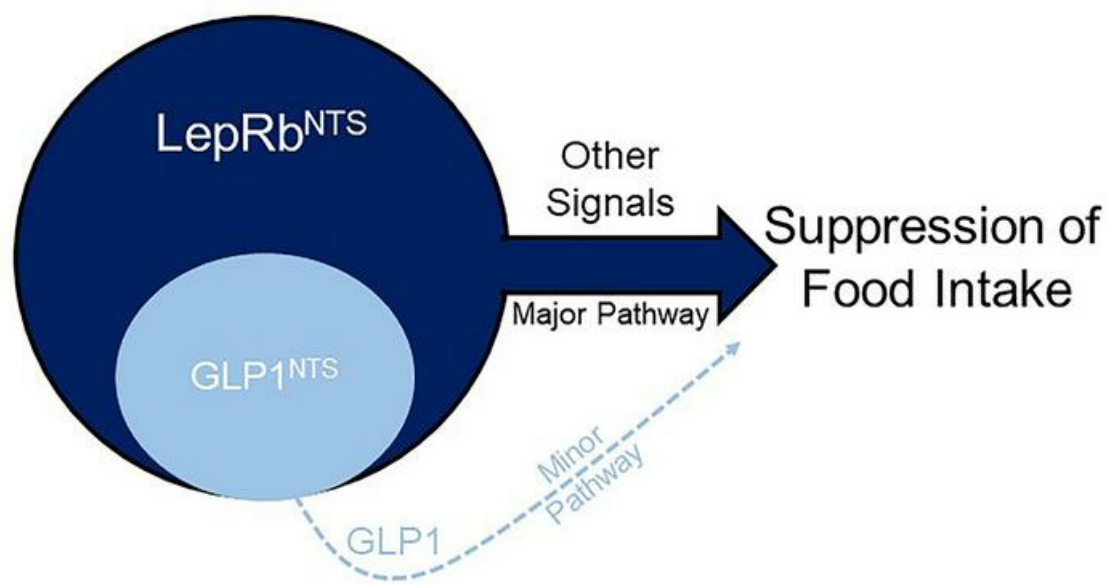 LepRb^NTS
Other
Signals
Suppression of
Food Intake
Major Pathway
GLP1^NTS
Minor
Pathway
GLP1